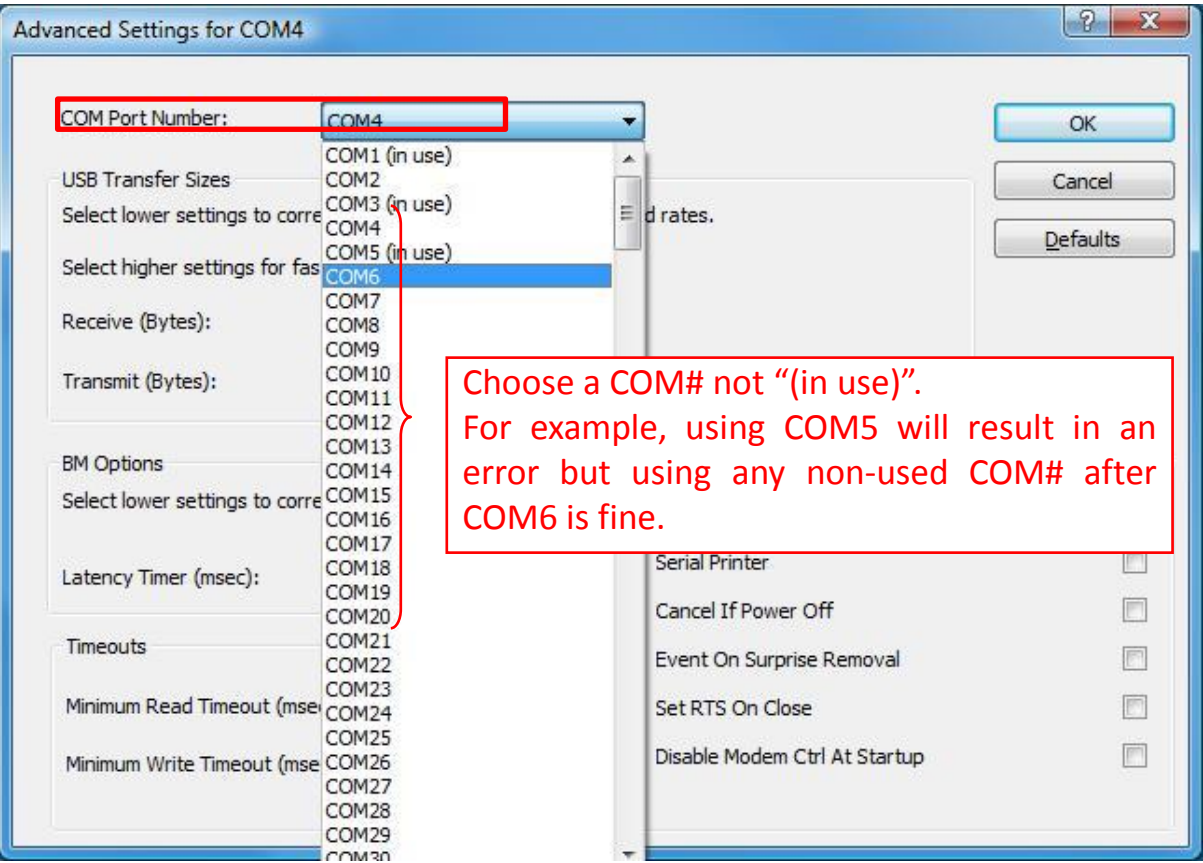 Advanced Settings for COM4
COM Port Number:
COM4
OK
Cancel
Defaults
COM1 (in use)
COM2
COM3 (in use)
COM4
COM5 (in use)
COM6
COM7
COM8
COM9
COM10
COM11
COM12
COM13
COM14
COM15
COM16
COM17
COM18
COM19
COM20
COM21
COM22
COM23
COM24
COM25
COM26
COM27
COM28
COM29
COM30
USB Transfer Sizes
Select lower settings to corre
d rates.
Select higher settings for fas
Receive (Bytes):
Transmit (Bytes):
Choose a COM# not “(in use)”.
For example, using COM5 will result in an
error but using any non-used COM# after
COM6 is fine.
BM Options
Select lower settings to corre
Latency Timer (msec):
Timeouts
Minimum Read Timeout (mse
Minimum Write Timeout (mse
Serial Printer
Cancel If Power Off
Event On Surprise Removal
Set RTS On Close
Disable Modem Ctrl At Startup